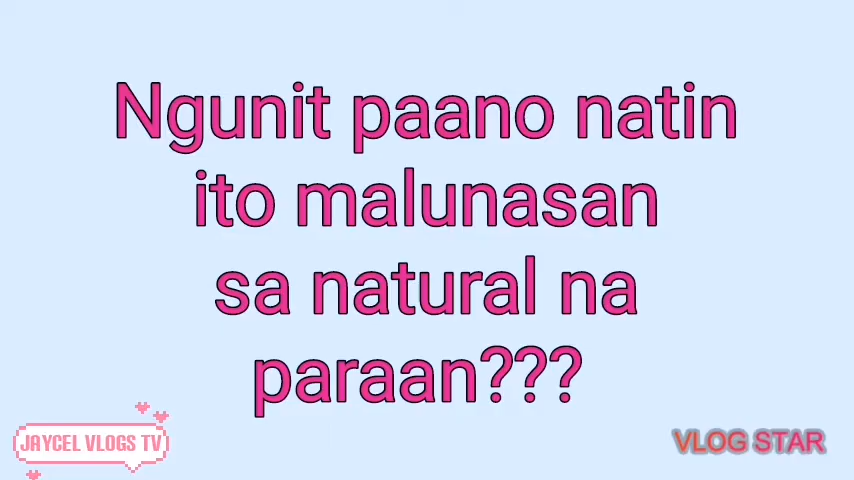 Ngunit paano natin
ito malunasan
sa natural na
paraan???
JAYCEL VLOGS TV
VLOG STAR